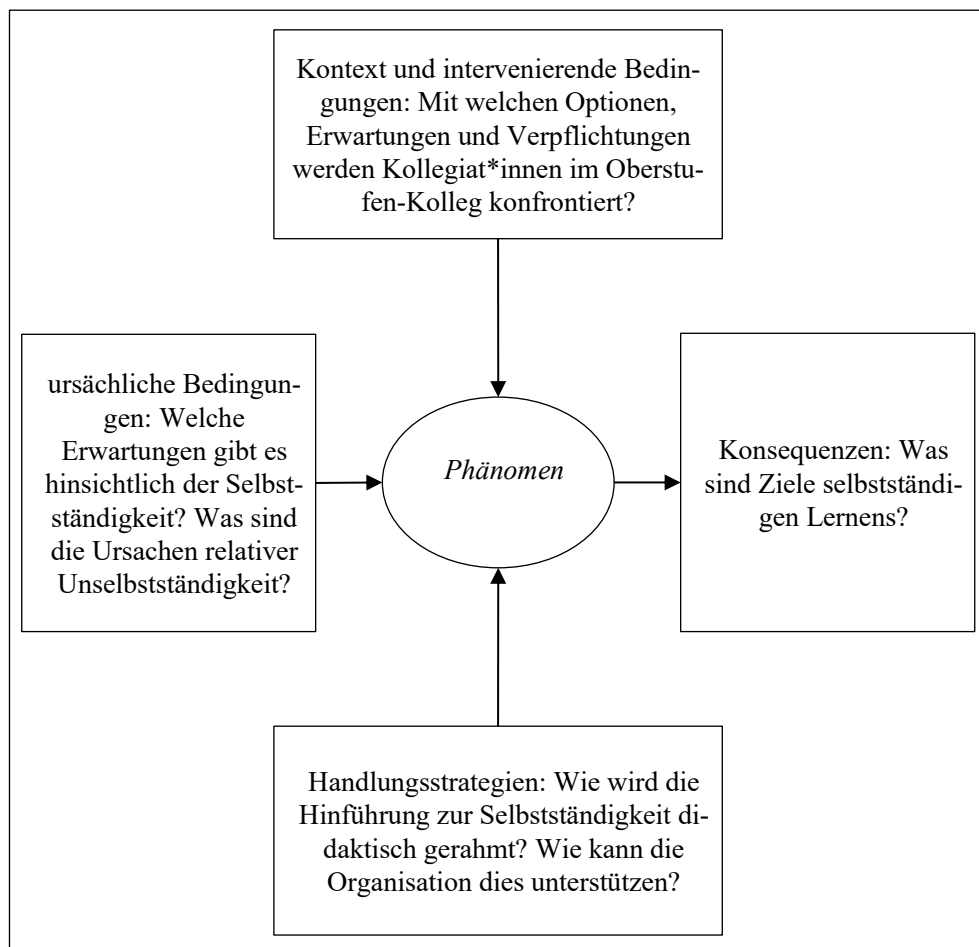 Kontext und intervenierende Bedin-
gungen: Mit welchen Optionen,
Erwartungen und Verpflichtungen
werden Kollegiat*innen im Oberstu-
fen-Kolleg konfrontiert?
ursächliche Bedingun-
gen: Welche
Erwartungen gibt es
hinsichtlich der Selbst-
ständigkeit? Was sind
die Ursachen relativer
Unselbstständigkeit?
Phänomen
Konsequenzen: Was
sind Ziele selbstständi-
gen Lernens?
Handlungsstrategien: Wie wird die
Hinführung zur Selbstständigkeit di-
daktisch gerahmt? Wie kann die
Organisation dies unterstützen?